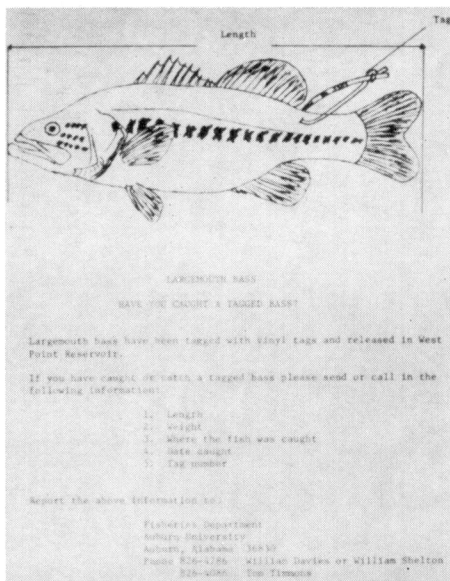 Tag
Length
LARGEMOUTH BASS
HAVE YOU CAUGHT A TAGGED BASS?
Largemouth bass have been tagged with vinyl tags and released in West
Point Reservoir.
If you have caught or catch a tagged bass please send or call in the
following information:
1. Length
2. Weight
3. Where the fish was caught
4. Date caught
5. Tag number
Report the above information to:
Fisheries Department
Auburn University
Auburn, Alabama 36830
Phone 826-4786 William Davies or William Shelton
Tom Timmons